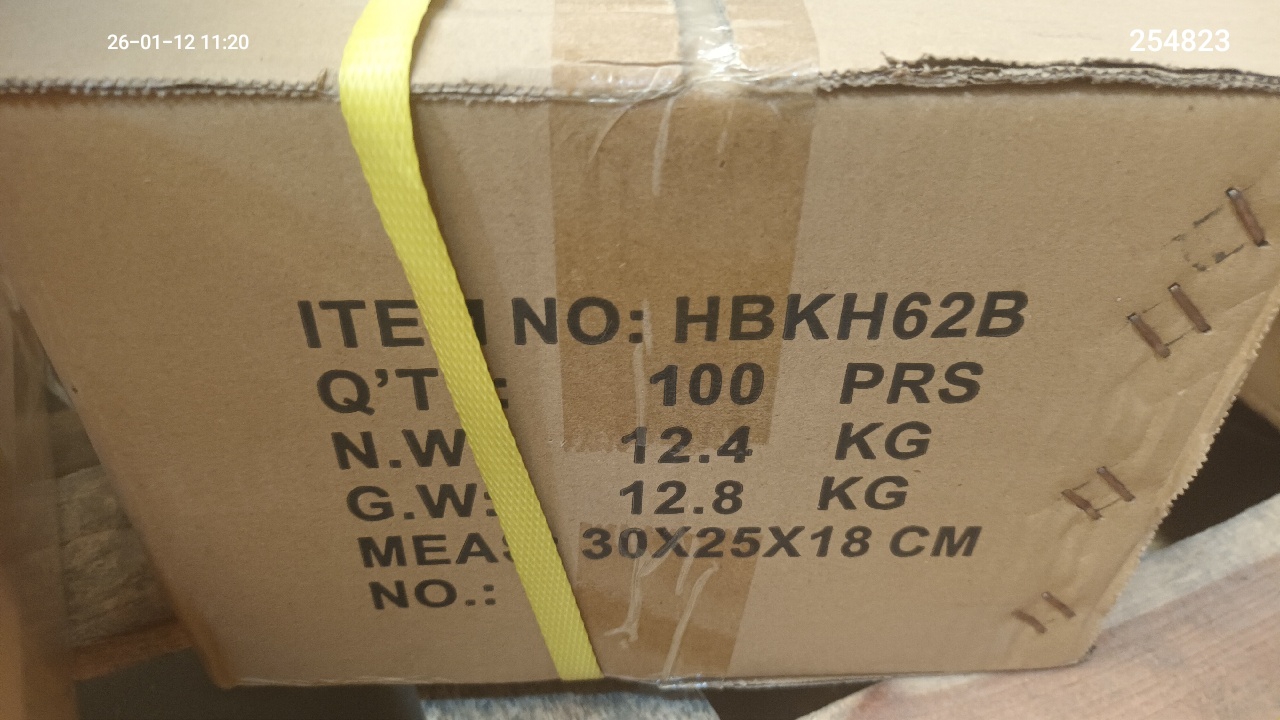 26-01-12 11:20
254823
ITEM NO: HBKH62B
Q'T : 100 PRS
N.W 12.4 KG
G.W: 12.8 KG
MEAS 30X25X18 CM
NO.: